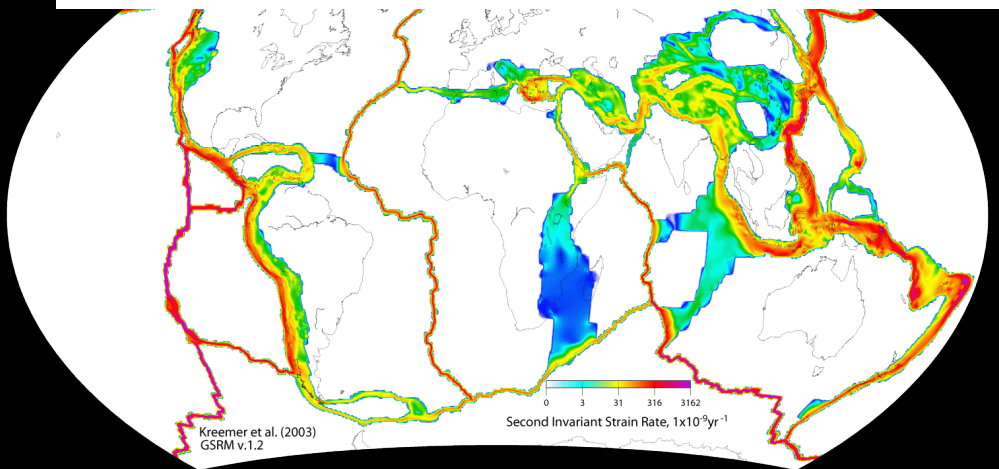 0 3 31 316 3162
Second Invariant Strain Rate, 1x10⁻⁹yr⁻¹
Kreemer et al. (2003)
GSRM v.1.2